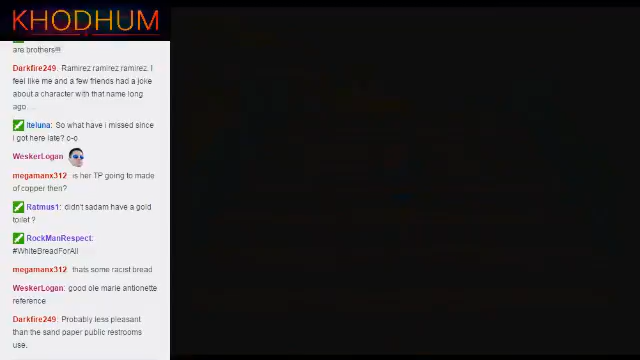 KHODHUM
are brothers!!!
Darkfire249: Ramirez,ramirez,ramirez. I
feel like me and a few friends had a joke
about a character with that name long
ago....
iteluna: So what have i missed since
i got here late? o-o
WeskerLogan
megamanx312 is her TP going to made
of copper then?
Ratmus1: didn't sadam have a gold
toilet ?
RockManRespect:
#WhiteBreadForAll
megamanx312 thats some racist bread
WeskerLogan: good ole marie antionette
reference
Darkfire249: Probably less pleasant
than the sand paper public restrooms
use.